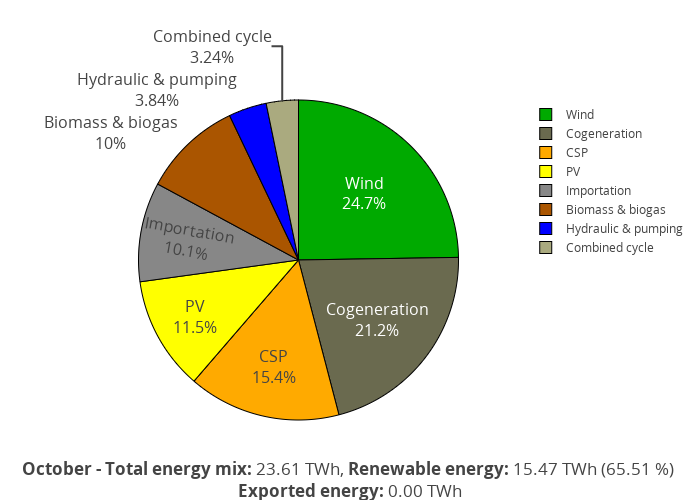 Combined cycle
3.24%
Hydraulic & pumping
3.84%
Biomass & biogas
10%
Wind
24.7%
Importation
10.1%
Cogeneration
21.2%
PV
11.5%
CSP
15.4%
Wind
Cogeneration
CSP
PV
Importation
Biomass & biogas
Hydraulic & pumping
Combined cycle
October - Total energy mix: 23.61 TWh, Renewable energy: 15.47 TWh (65.51 %)
Exported energy: 0.00 TWh